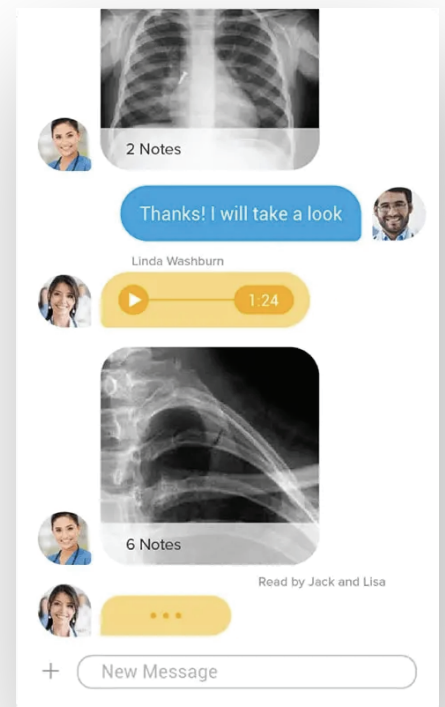 2 Notes
Thanks! I will take a look
Linda Washburn
1:24
6 Notes
Read by Jack and Lisa
New Message